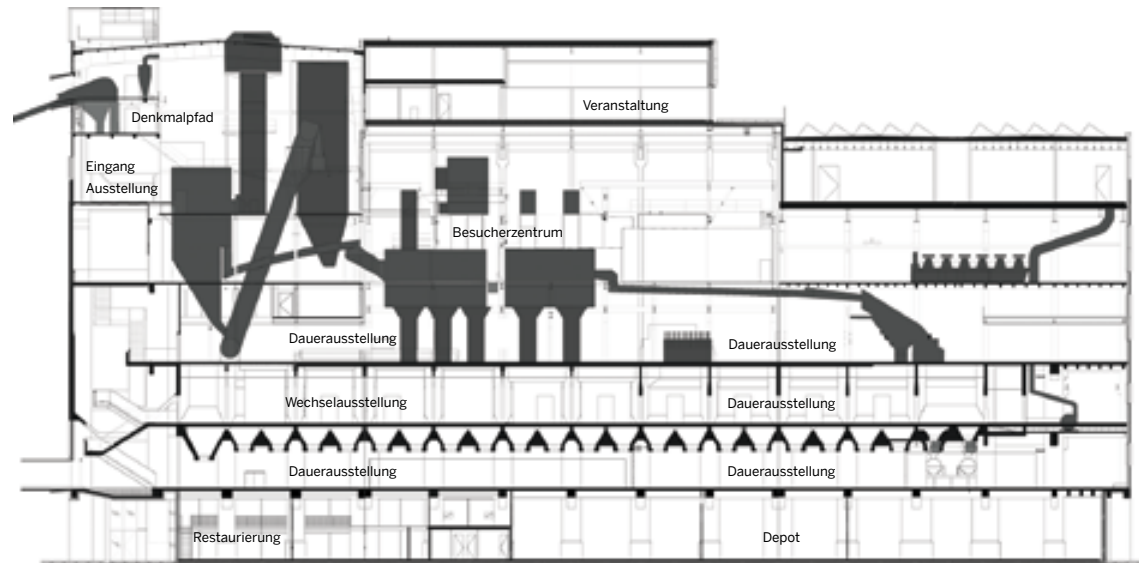 Veranstaltung
Denkmalpfad
Eingang
Ausstellung
Besucherzentrum
Dauerausstellung
Dauerausstellung
Wechselausstellung
Dauerausstellung
Dauerausstellung
Dauerausstellung
Restaurierung
Depot